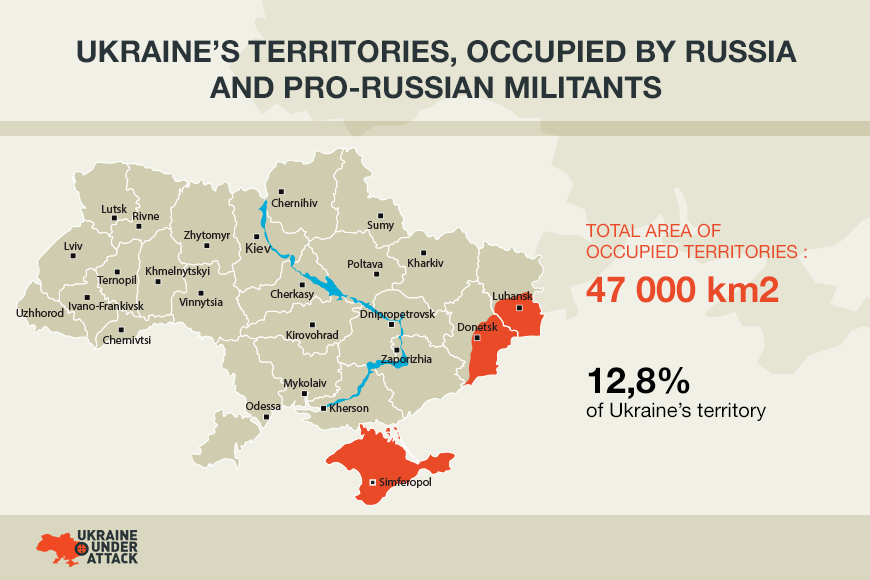 UKRAINE’S TERRITORIES, OCCUPIED BY RUSSIA
AND PRO-RUSSIAN MILITANTS
Chernihiv
Lutsk
Rivne
Sumy
Zhytomyr
Kiev
Lviv
Poltava
Kharkiv
Khmelnytskyi
Ternopil
Cherkasy
Luhansk
Vinnytsia
Ivano-Frankivsk
Uzhhorod
Dnipropetrovsk
Donetsk
Kirovohrad
Chernivtsi
Zaporizhia
Mykolaiv
Odessa
Kherson
Simferopol
TOTAL AREA OF
OCCUPIED TERRITORIES :
47 000 km2
12,8%
of Ukraine’s territory
UKRAINE
UNDER
ATTACK